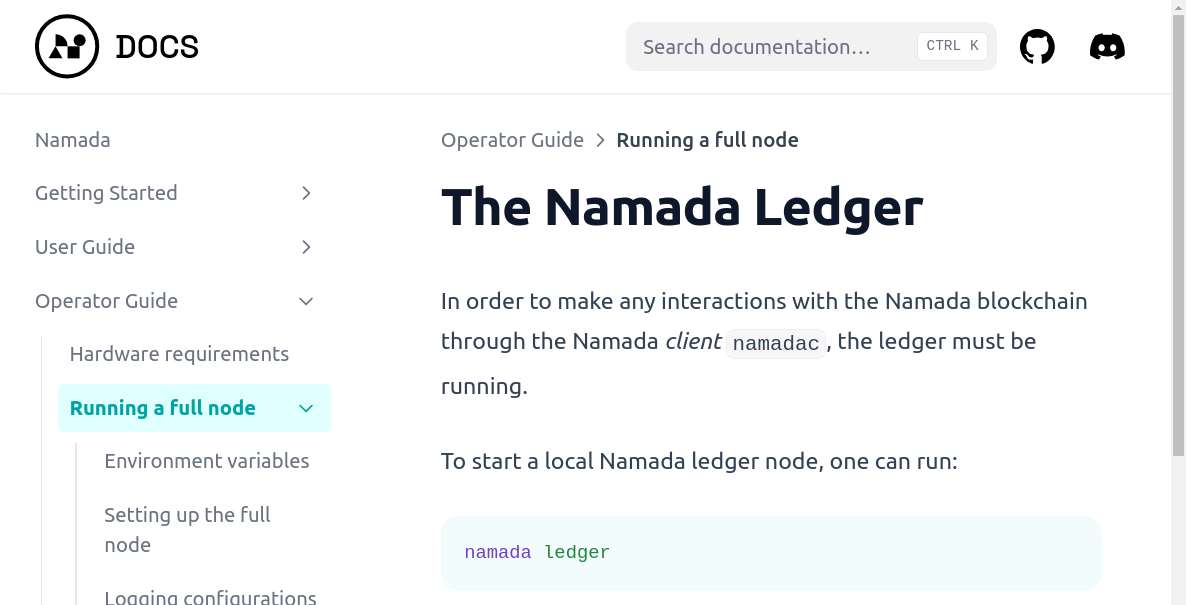 DOCS
Search documentation…
CTRL K
Namada
Getting Started
User Guide
Operator Guide
Hardware requirements
Running a full node
Environment variables
Setting up the full
node
Logging configurations
Operator Guide
Running a full node
The Namada Ledger
In order to make any interactions with the Namada blockchain
through the Namada client namadac, the ledger must be
running.
To start a local Namada ledger node, one can run:
namada ledger